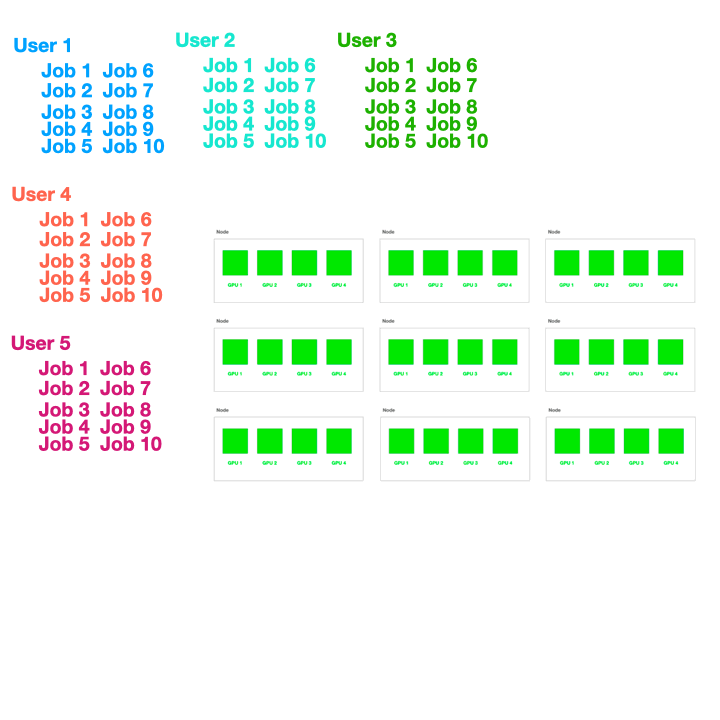 User 1
Job 1 Job 6
Job 2 Job 7
Job 3 Job 8
Job 4 Job 9
Job 5 Job 10
User 2
Job 1 Job 6
Job 2 Job 7
Job 3 Job 8
Job 4 Job 9
Job 5 Job 10
User 3
Job 1 Job 6
Job 2 Job 7
Job 3 Job 8
Job 4 Job 9
Job 5 Job 10
User 4
Job 1 Job 6
Job 2 Job 7
Job 3 Job 8
Job 4 Job 9
Job 5 Job 10
User 5
Job 1 Job 6
Job 2 Job 7
Job 3 Job 8
Job 4 Job 9
Job 5 Job 10
Node
GPU 1 GPU 2 GPU 3 GPU 4
Node
GPU 1 GPU 2 GPU 3 GPU 4
Node
GPU 1 GPU 2 GPU 3 GPU 4
Node
GPU 1 GPU 2 GPU 3 GPU 4
Node
GPU 1 GPU 2 GPU 3 GPU 4
Node
GPU 1 GPU 2 GPU 3 GPU 4
Node
GPU 1 GPU 2 GPU 3 GPU 4
Node
GPU 1 GPU 2 GPU 3 GPU 4
Node
GPU 1 GPU 2 GPU 3 GPU 4